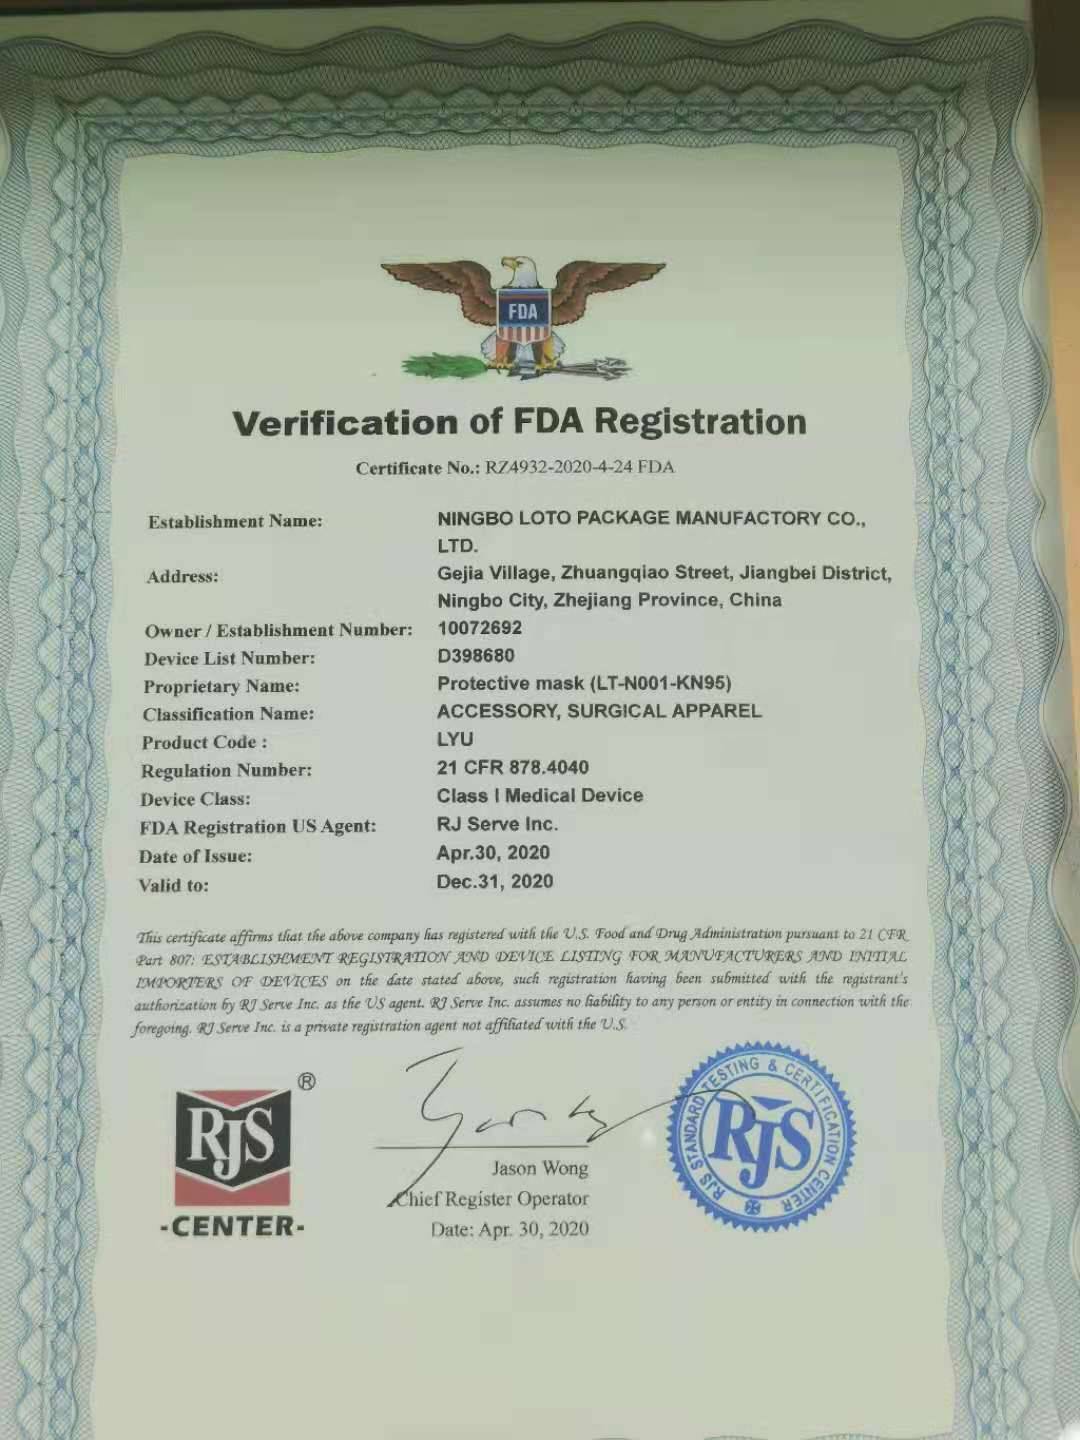 FDA
Verification of FDA Registration
Certificate No.: RZ4932-2020-4-24 FDA
Establishment Name: NINGBO LOTO PACKAGE MANUFACTORY CO.,
LTD.
Address: Gejia Village, Zhuangqiao Street, Jiangbei District,
Ningbo City, Zhejiang Province, China
Owner / Establishment Number: 10072692
Device List Number: D398680
Proprietary Name: Protective mask (LT-N001-KN95)
Classification Name: ACCESSORY, SURGICAL APPAREL
Product Code : LYU
Regulation Number: 21 CFR 878.4040
Device Class: Class I Medical Device
FDA Registration US Agent: RJ Serve Inc.
Date of Issue: Apr.30, 2020
Valid to: Dec.31, 2020
This certificate affirms that the above company has registered with the U.S. Food and Drug Administration pursuant to 21 CFR
Part 807: ESTABLISHMENT REGISTRATION AND DEVICE LISTING FOR MANUFACTURERS AND INITIAL
IMPORTERS OF DEVICES on the date stated above, such registration having been submitted with the registrant's
authorization by RJ Serve Inc. as the US agent. RJ Serve Inc. assumes no liability to any person or entity in connection with the
foregoing. RJ Serve Inc. is a private registration agent not affiliated with the U.S.
RJS ®
-CENTER-
Jason Wong
Chief Register Operator
Date: Apr. 30, 2020
RJS STANDARD TESTING & CERTIFICATION CENTER
RJS